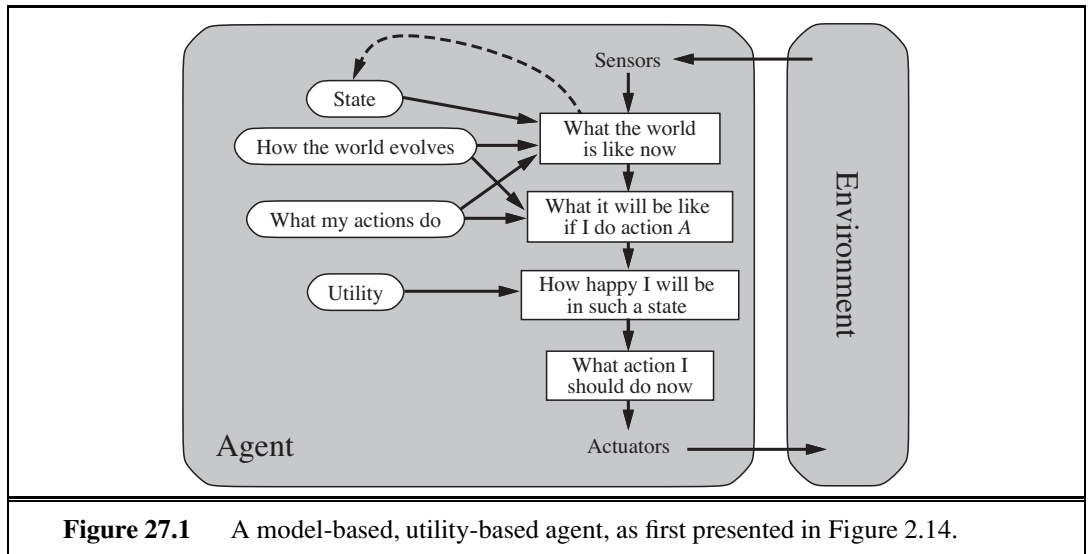 Sensors
State
What the world
is like now
How the world evolves
What my actions do
What it will be like
if I do action A
Utility
How happy I will be
in such a state
What action I
should do now
Agent
Actuators
Environment
Figure 27.1 A model-based, utility-based agent, as first presented in Figure 2.14.